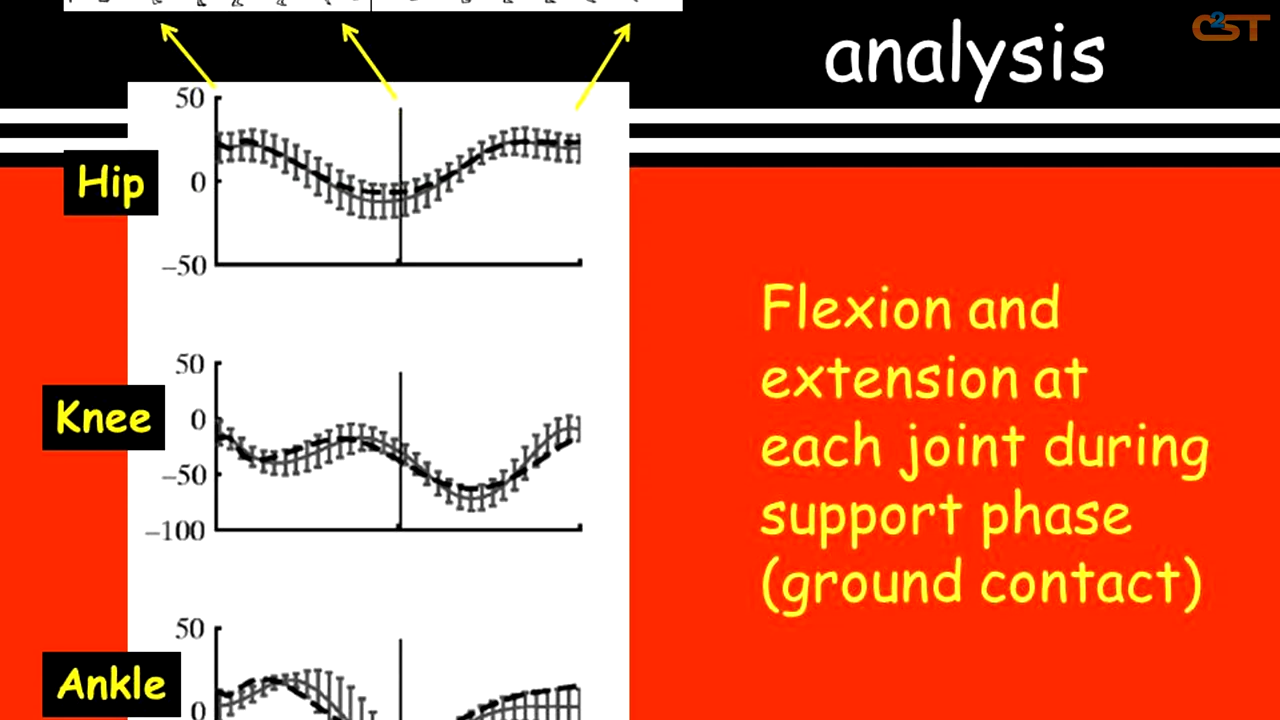 analysis
C2ST
50
0
-50
Hip
50
0
-50
-100
Knee
50
0
Ankle
Flexion and
extension at
each joint during
support phase
(ground contact)